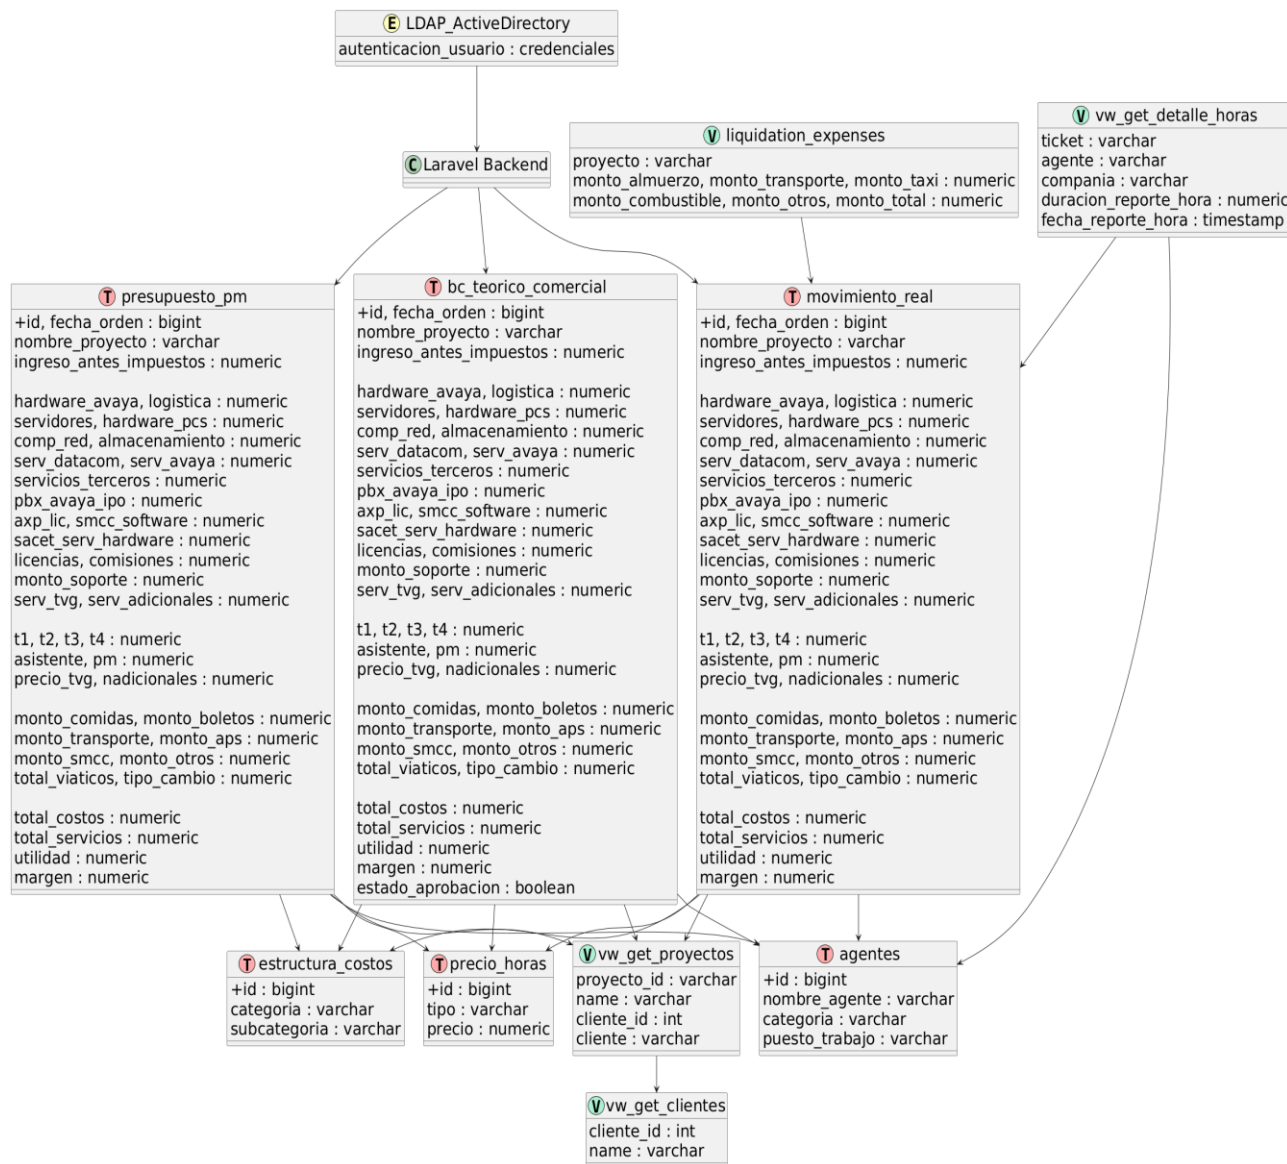 E LDAP_ActiveDirectory
autenticacion_usuario : credenciales
C Laravel Backend
V liquidation_expenses
proyecto : varchar
monto_almuerzo, monto_transporte, monto_taxi : numeric
monto_combustible, monto_otros, monto_total : numeric
V vw_get_detalle_horas
ticket : varchar
agente : varchar
compania : varchar
duracion_reporte_hora : numeric
fecha_reporte_hora : timestamp
T presupuesto_pm
+id, fecha_orden : bigint
nombre_proyecto : varchar
ingreso_antes_impuestos : numeric
hardware_avaya, logistica : numeric
servidores, hardware_pcs : numeric
comp_red, almacenamiento : numeric
serv_datacom, serv_avaya : numeric
servicios_terceros : numeric
pbx_avaya_ipo : numeric
axp_lic, smcc_software : numeric
sacet_serv_hardware : numeric
licencias, comisiones : numeric
monto_soporte : numeric
serv_tvg, serv_adicionales : numeric
t1, t2, t3, t4 : numeric
asistente, pm : numeric
precio_tvg, nadicionales : numeric
monto_comidas, monto_boletos : numeric
monto_transporte, monto_aps : numeric
monto_smcc, monto_otros : numeric
total_viaticos, tipo_cambio : numeric
total_costos : numeric
total_servicios : numeric
utilidad : numeric
margen : numeric
T bc_teorico_comercial
+id, fecha_orden : bigint
nombre_proyecto : varchar
ingreso_antes_impuestos : numeric
hardware_avaya, logistica : numeric
servidores, hardware_pcs : numeric
comp_red, almacenamiento : numeric
serv_datacom, serv_avaya : numeric
servicios_terceros : numeric
pbx_avaya_ipo : numeric
axp_lic, smcc_software : numeric
sacet_serv_hardware : numeric
licencias, comisiones : numeric
monto_soporte : numeric
serv_tvg, serv_adicionales : numeric
t1, t2, t3, t4 : numeric
asistente, pm : numeric
precio_tvg, nadicionales : numeric
monto_comidas, monto_boletos : numeric
monto_transporte, monto_aps : numeric
monto_smcc, monto_otros : numeric
total_viaticos, tipo_cambio : numeric
total_costos : numeric
total_servicios : numeric
utilidad : numeric
margen : numeric
estado_aprobacion : boolean
T movimiento_real
+id, fecha_orden : bigint
nombre_proyecto : varchar
ingreso_antes_impuestos : numeric
hardware_avaya, logistica : numeric
servidores, hardware_pcs : numeric
comp_red, almacenamiento : numeric
serv_datacom, serv_avaya : numeric
servicios_terceros : numeric
pbx_avaya_ipo : numeric
axp_lic, smcc_software : numeric
sacet_serv_hardware : numeric
licencias, comisiones : numeric
monto_soporte : numeric
serv_tvg, serv_adicionales : numeric
t1, t2, t3, t4 : numeric
asistente, pm : numeric
precio_tvg, nadicionales : numeric
monto_comidas, monto_boletos : numeric
monto_transporte, monto_aps : numeric
monto_smcc, monto_otros : numeric
total_viaticos, tipo_cambio : numeric
total_costos : numeric
total_servicios : numeric
utilidad : numeric
margen : numeric
T estructura_costos
+id : bigint
categoria : varchar
subcategoria : varchar
T precio_horas
+id : bigint
tipo : varchar
precio : numeric
V vw_get_proyectos
proyecto_id : varchar
name : varchar
cliente_id : int
cliente : varchar
T agentes
+id : bigint
nombre_agente : varchar
categoria : varchar
puesto_trabajo : varchar
V vw_get_clientes
cliente_id : int
name : varchar